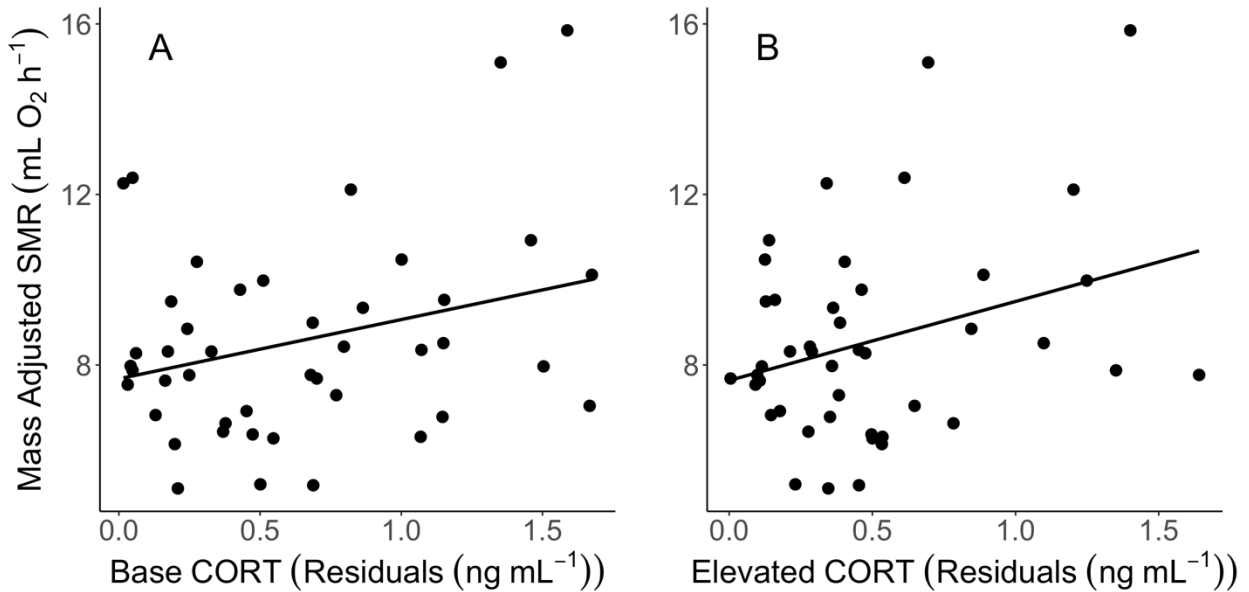 Mass Adjusted SMR (mL O₂ h⁻¹)
16
12
8
A
0.0 0.5 1.0 1.5
Base CORT (Residuals (ng mL⁻¹))
16
12
8
B
0.0 0.5 1.0 1.5
Elevated CORT (Residuals (ng mL⁻¹))